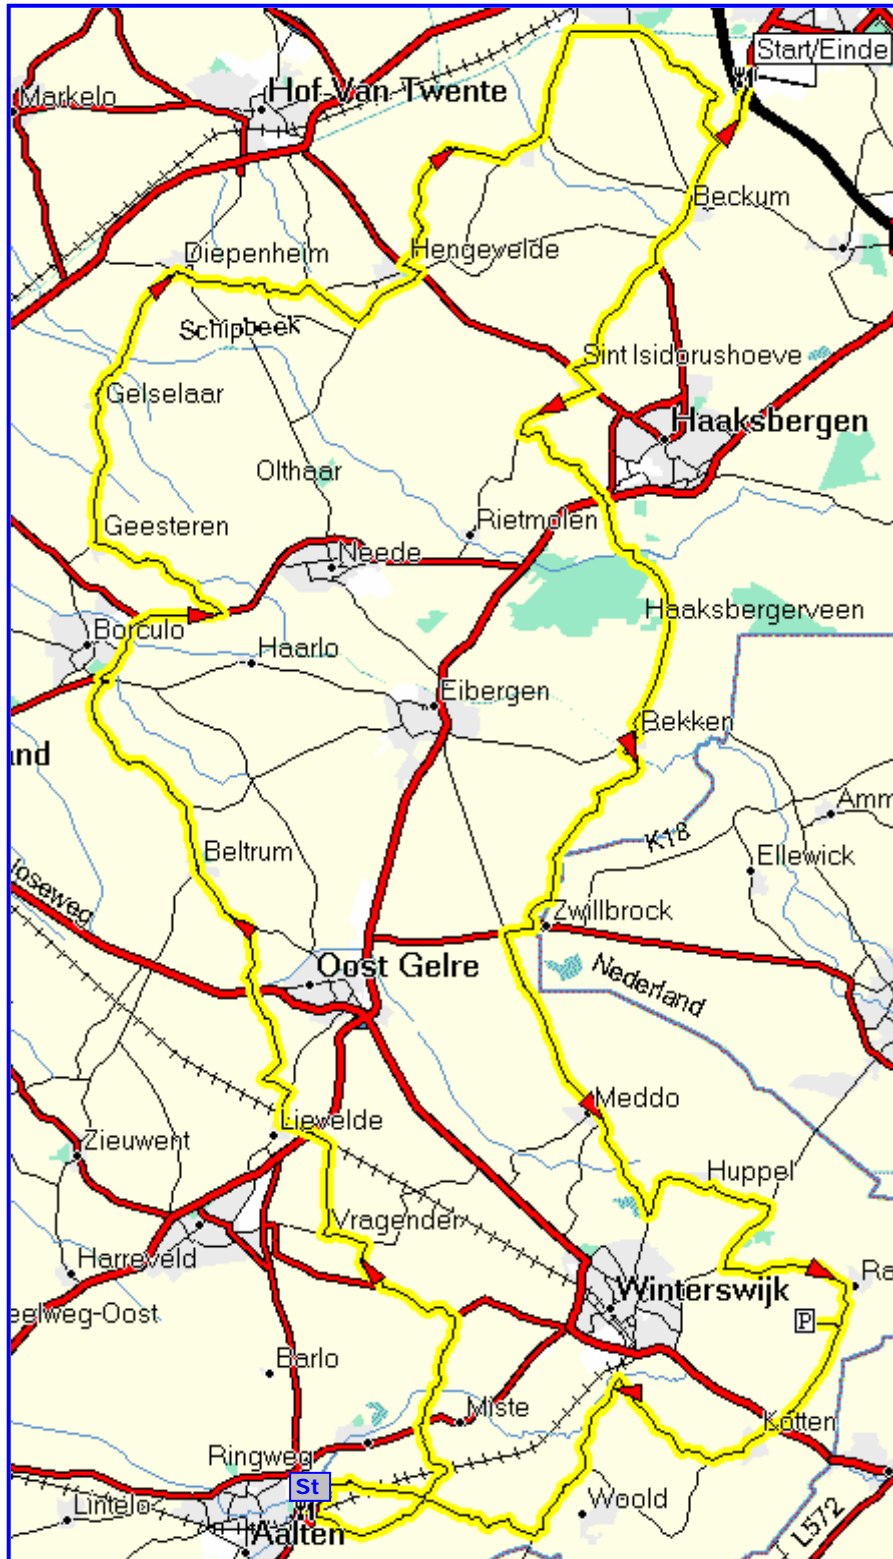 Start/Einde
Hof Van Twente
Markelo
Beckum
Diepenheim
Hengevelde
Schipbeek
Sint Isidorushoeve
Gelselaar
Haaksbergen
Olthaar
Geesteren
Rietmolen
Neede
Haaksbergerveen
Borculo
Haarlo
Eibergen
Rekken
and
Amm
K18
Beltrum
Ellewick
loseweg
Zwillbrock
Oost Gelre
Nederland
Meddo
Lievelde
Zieuwent
Huppel
Vragender
Harreveld
Ra
Winterswijk
eelweg-Oost
P
Barlo
Miste
Kotten
Ringweg
St
Woold
Lintelo
L572
Aalten